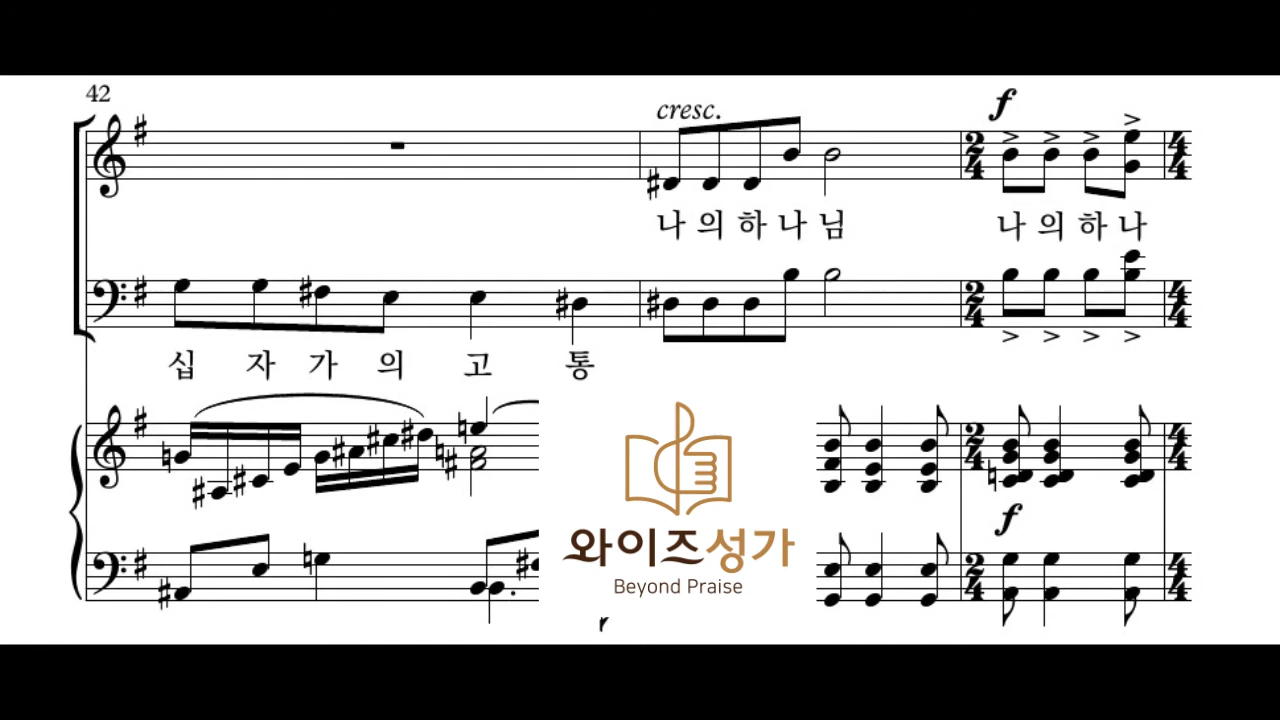 42
cresc.
f
나 의 하 나 님 나 의 하 나
십 자 가 의 고 통
f
와이즈성가
Beyond Praise